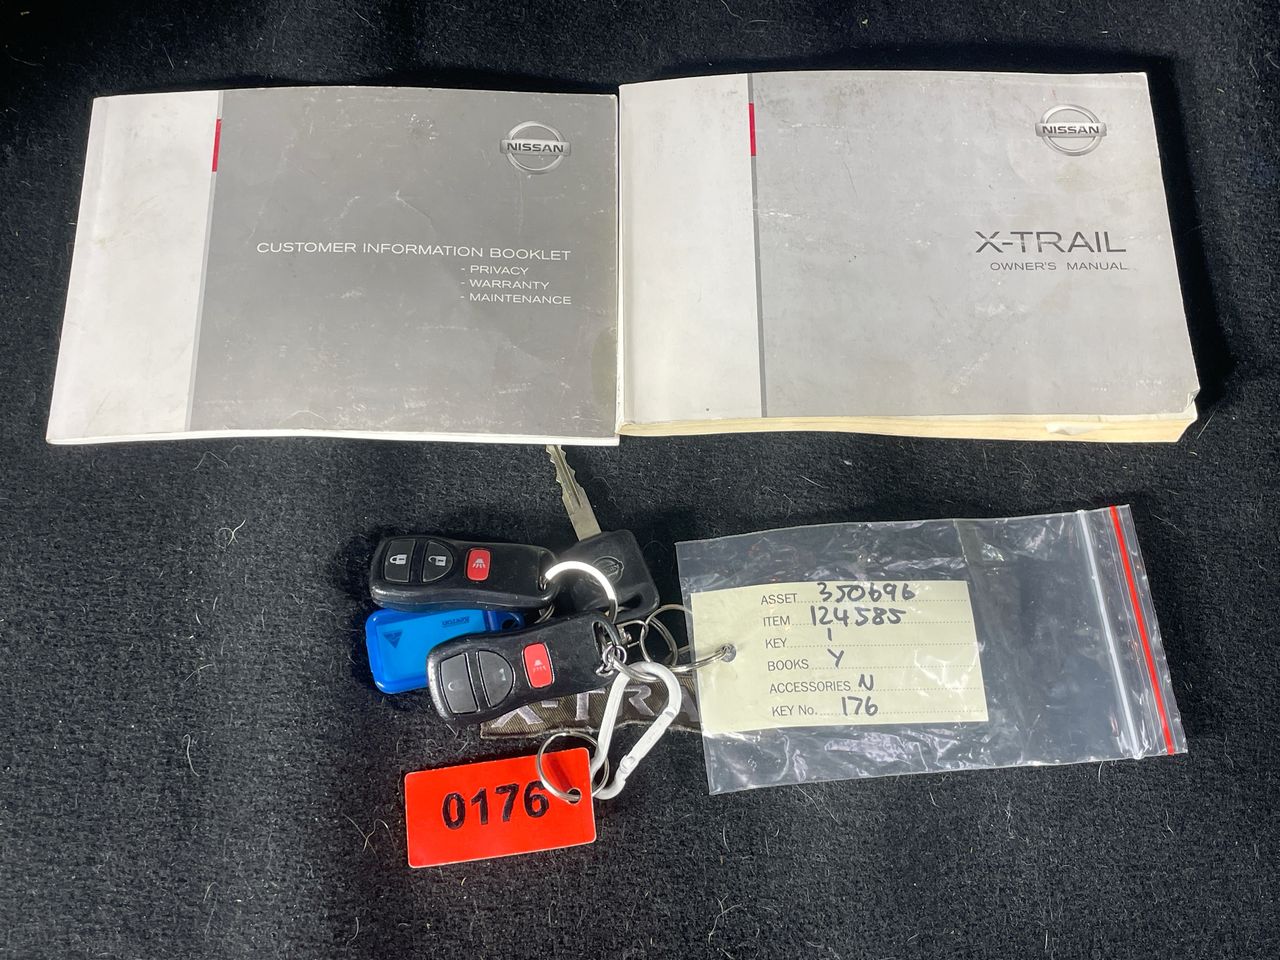 NISSAN
CUSTOMER INFORMATION BOOKLET
- PRIVACY
- WARRANTY
- MAINTENANCE
NISSAN
X-TRAIL
OWNER'S MANUAL
ASSET 350696
ITEM 124585
KEY 1
BOOKS Y
ACCESSORIES N
KEY No. 176
X-TRA
0176